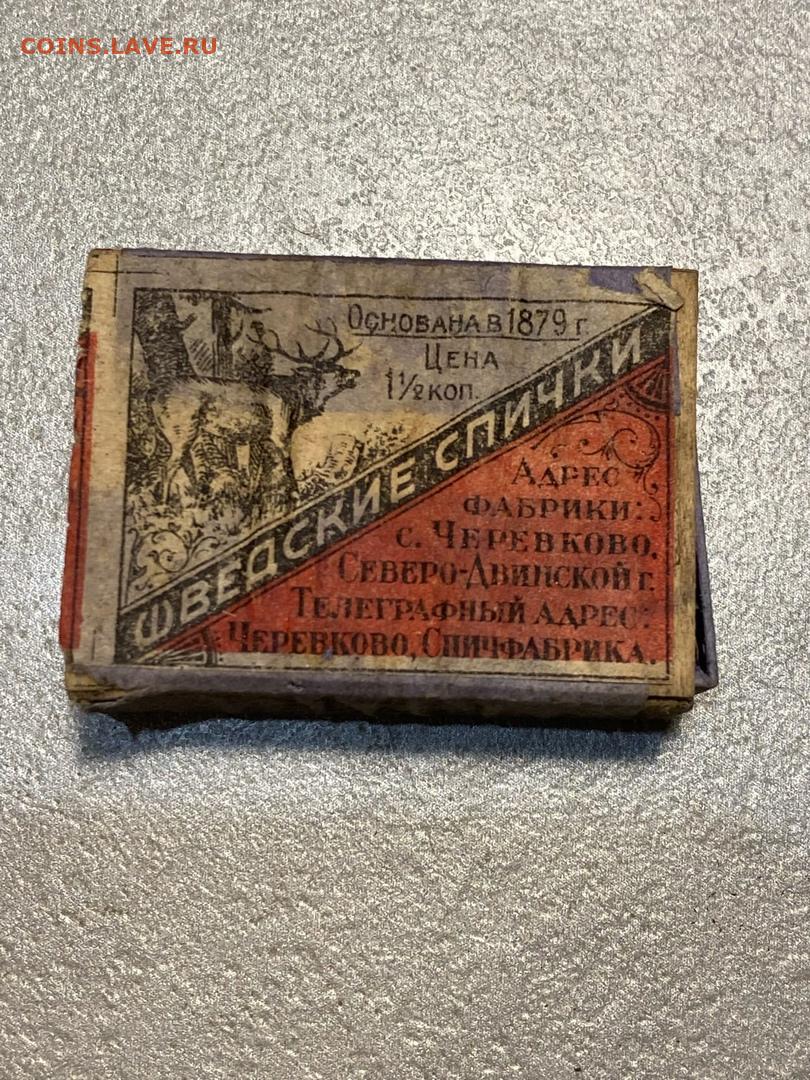 COINS.LAVE.RU
ОСНОВАНА В 1879 г.
ЦЕНА
1½ КОП.
ШВЕДСКИЕ СПИЧКИ
АДРЕС
ФАБРИКИ:
с. ЧЕРЕВКОВО,
СЕВЕРО-ДВИНСКОЙ г.
ТЕЛЕГРАФНЫЙ АДРЕС:
ЧЕРЕВКОВО, СПИЧФАБРИКА.